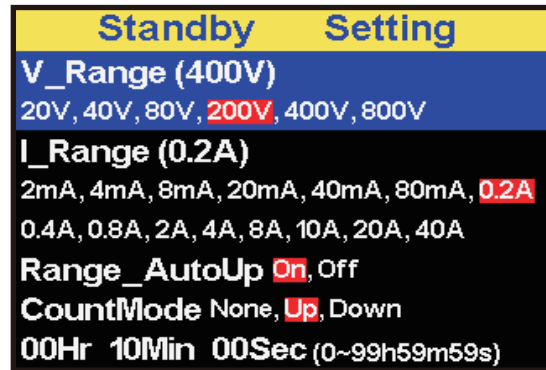 Standby Setting
V_Range (400V)
20V, 40V, 80V, 200V, 400V, 800V
I_Range (0.2A)
2mA, 4mA, 8mA, 20mA, 40mA, 80mA, 0.2A
0.4A, 0.8A, 2A, 4A, 8A, 10A, 20A, 40A
Range_AutoUp On, Off
CountMode None, Up, Down
00Hr 10Min 00Sec (0~99h59m59s)